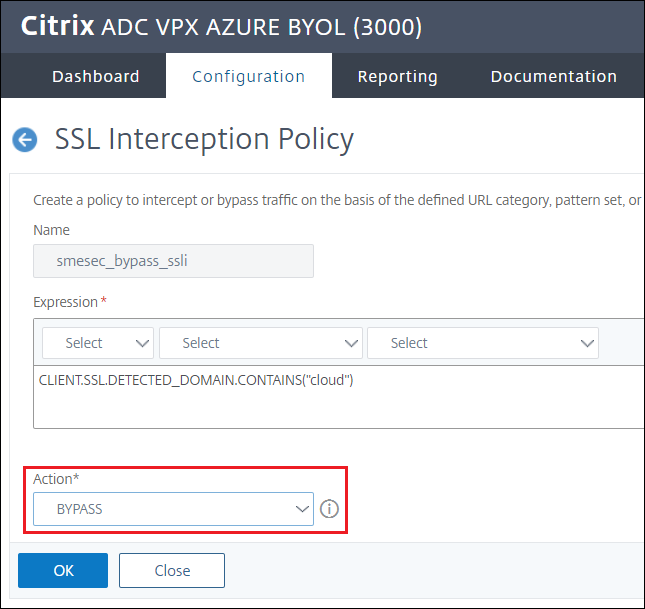 Citrix ADC VPX AZURE BYOL (3000)
Dashboard Configuration Reporting Documentation
SSL Interception Policy
Create a policy to intercept or bypass traffic on the basis of the defined URL category, pattern set, or
Name
smesec_bypass_ssli
Expression *
Select Select Select
CLIENT.SSL.DETECTED_DOMAIN.CONTAINS("cloud")
Action*
BYPASS
OK Close